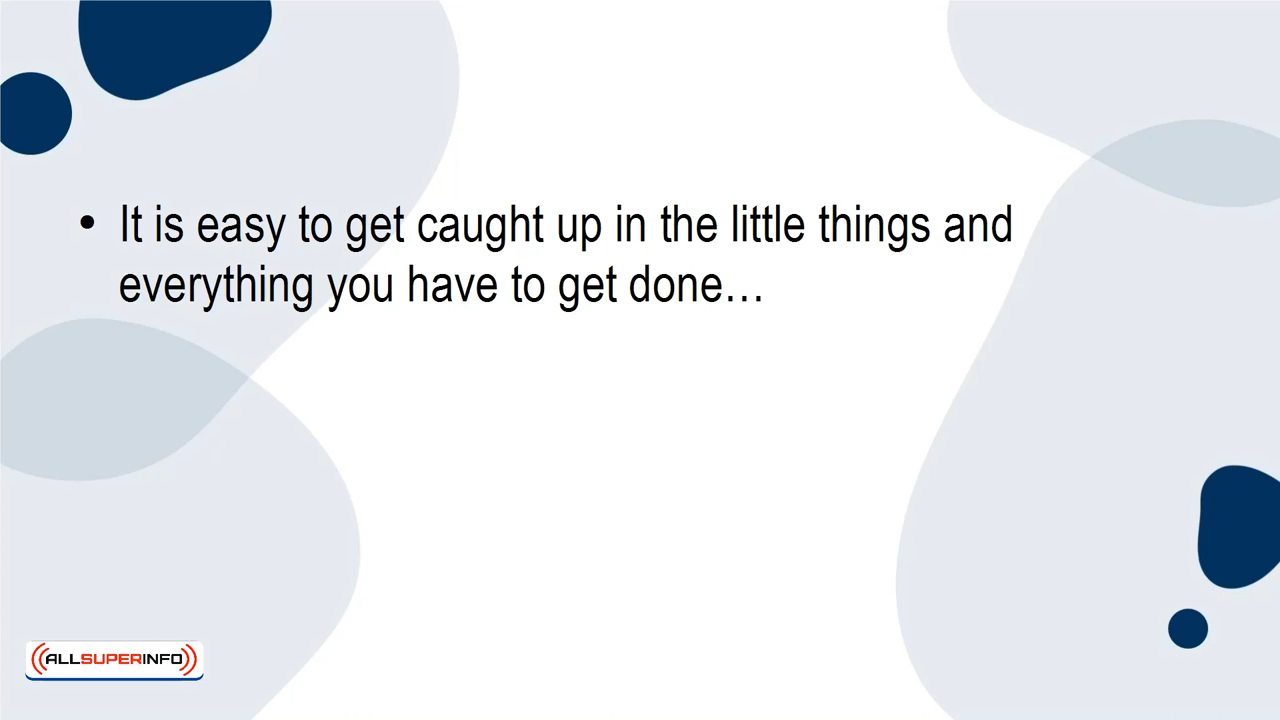 • It is easy to get caught up in the little things and
everything you have to get done…
ALLSUPERINFO